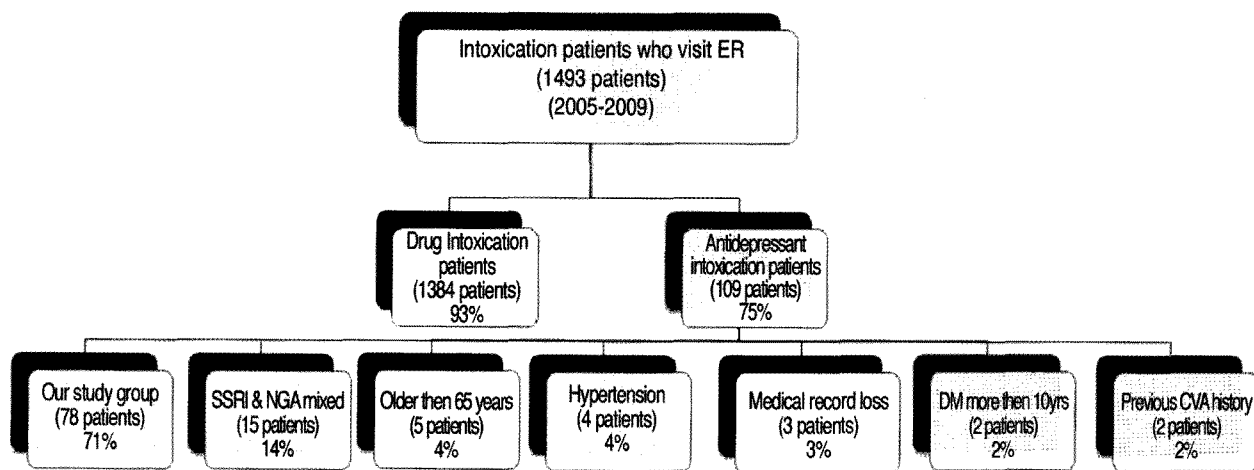 Intoxication patients who visit ER
(1493 patients)
(2005-2009)
Drug Intoxication
patients
(1384 patients)
93%
Antidepressant
intoxication patients
(109 patients)
75%
Our study group
(78 patients)
71%
SSRI & NGA mixed
(15 patients)
14%
Older then 65 years
(5 patients)
4%
Hypertension
(4 patients)
4%
Medical record loss
(3 patients)
3%
DM more then 10yrs
(2 patients)
2%
Previous CVA history
(2 patients)
2%